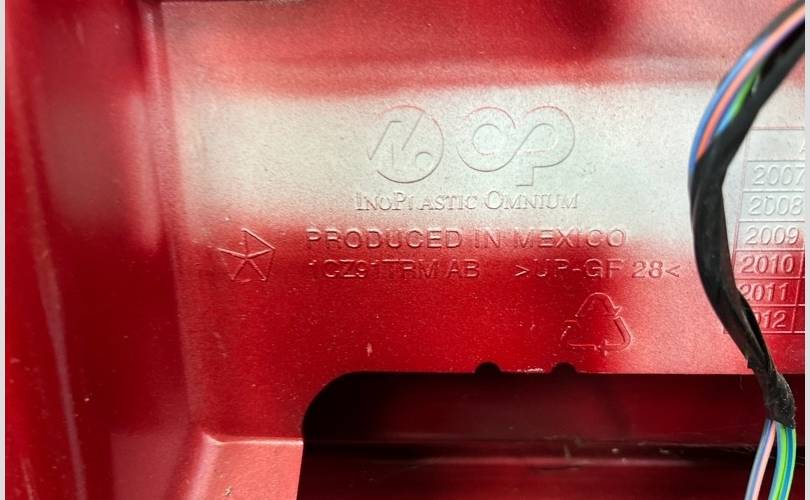 INOPLASTIC OMNIUM
PRODUCED IN MEXICO
1CZ91TRM AB >UP-GF 28<
2007
2008
2009
2010
2011